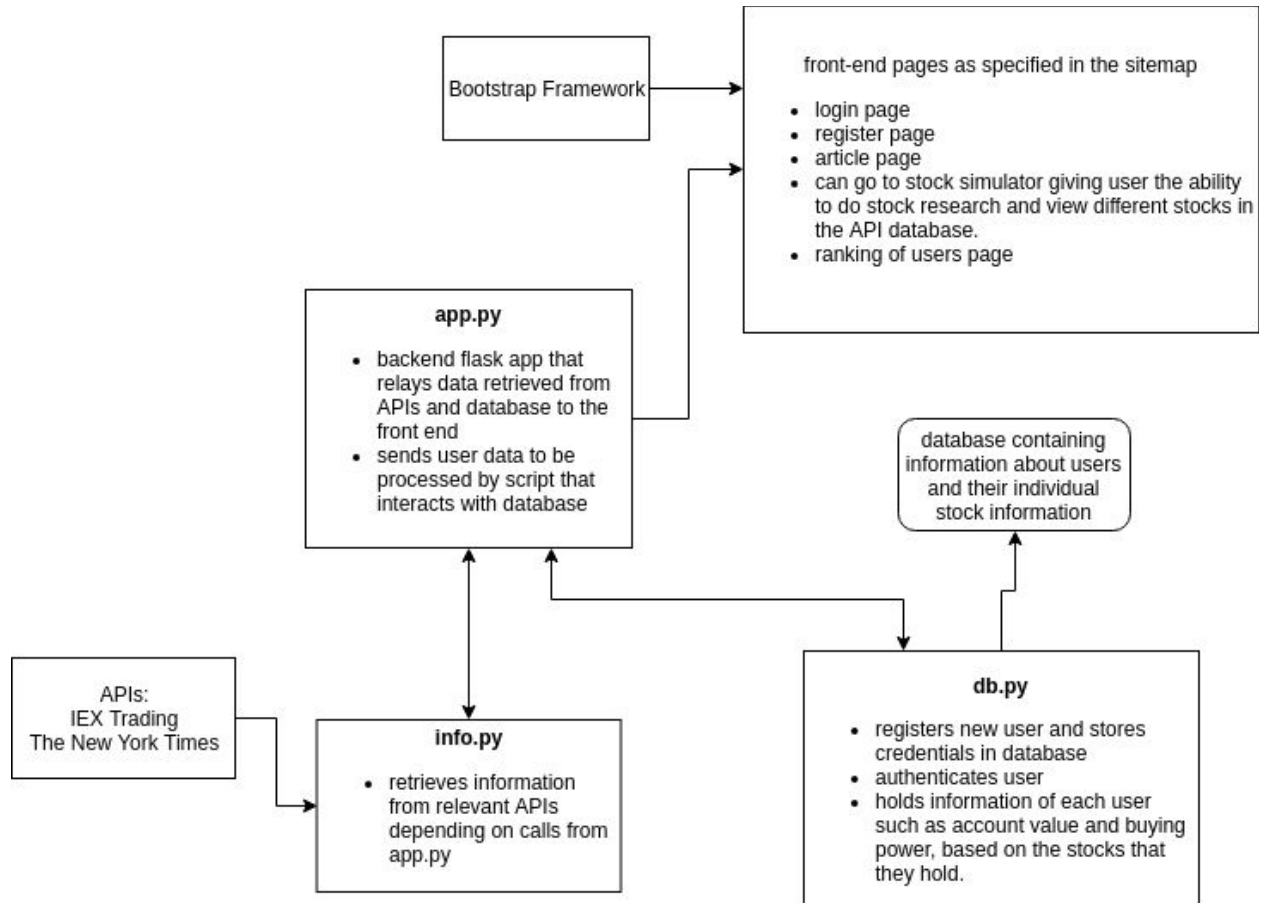 Bootstrap Framework
front-end pages as specified in the sitemap
• login page
• register page
• article page
• can go to stock simulator giving user the ability
to do stock research and view different stocks in
the API database.
• ranking of users page
app.py
• backend flask app that
relays data retrieved from
APIs and database to the
front end
• sends user data to be
processed by script that
interacts with database
database containing
information about users
and their individual
stock information
APIs:
IEX Trading
The New York Times
info.py
• retrieves information
from relevant APIs
depending on calls from
app.py
db.py
• registers new user and stores
credentials in database
• authenticates user
• holds information of each user
such as account value and buying
power, based on the stocks that
they hold.